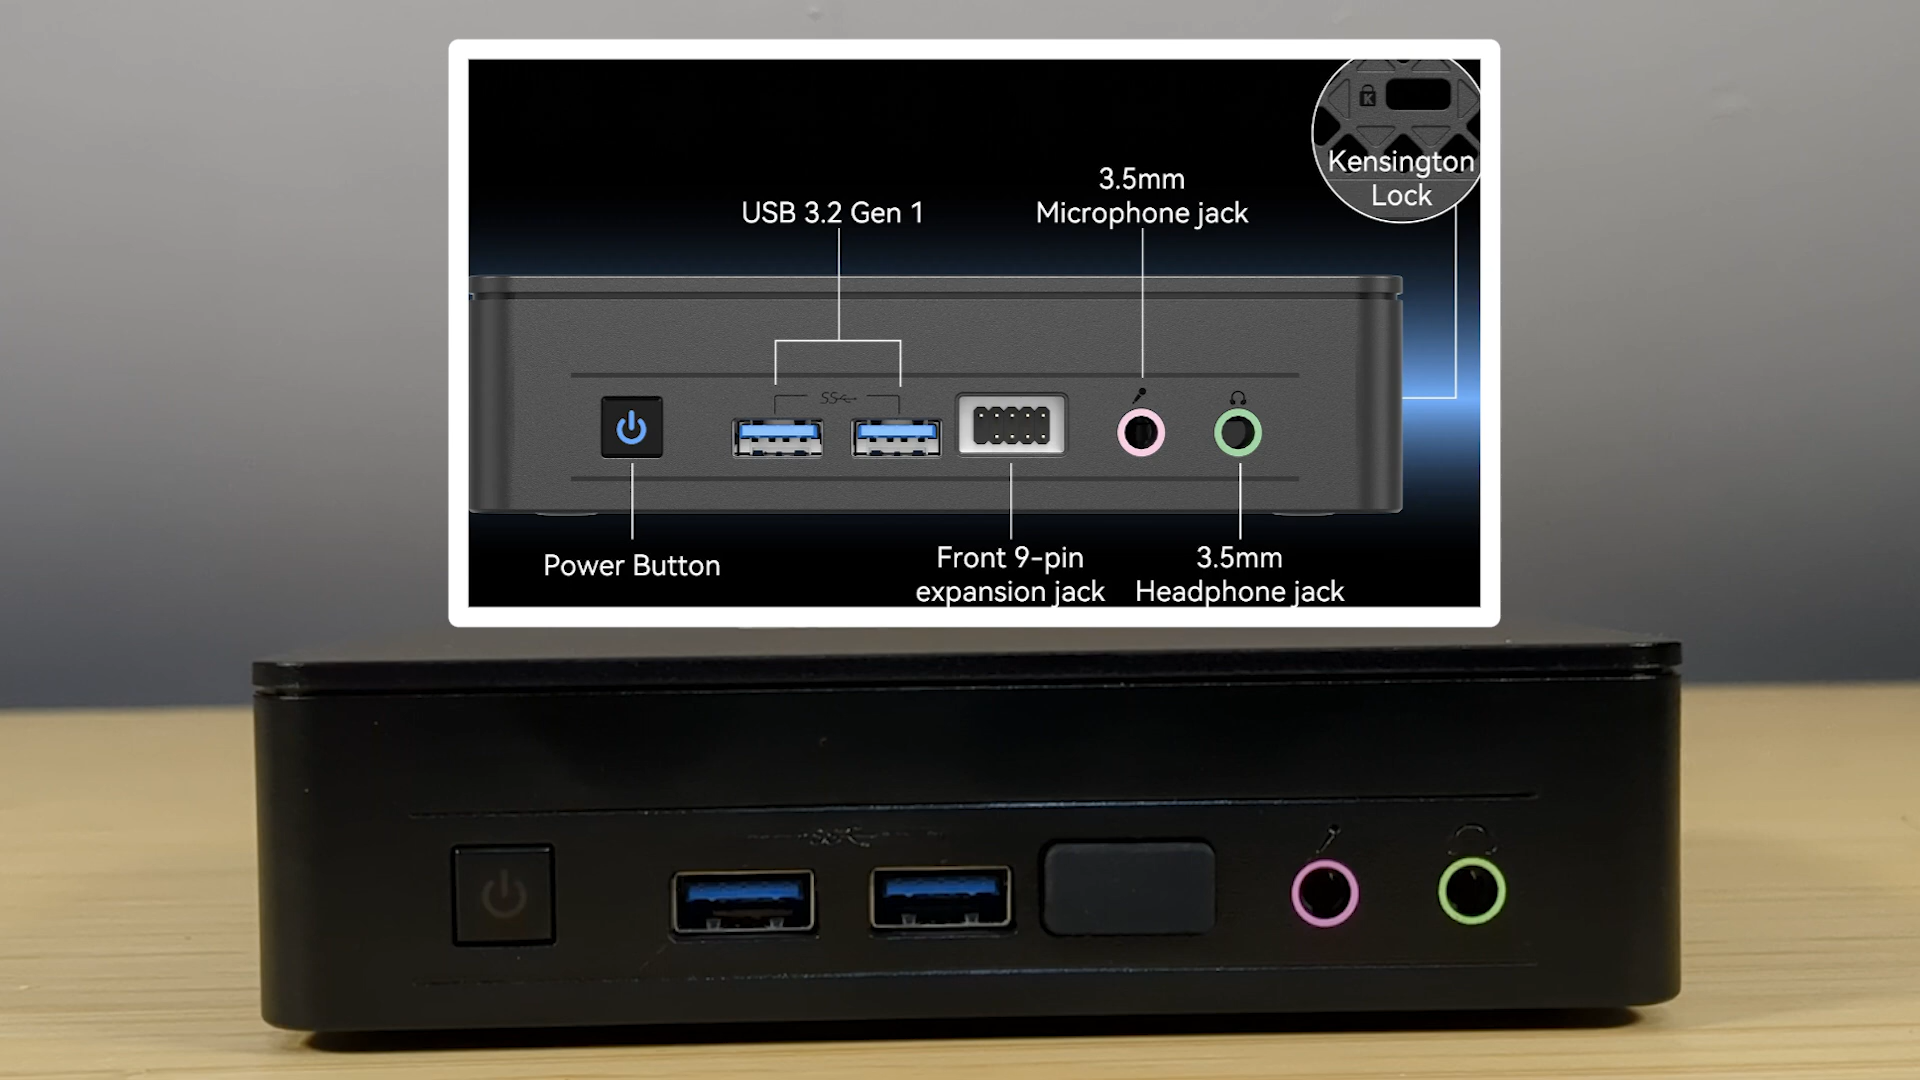 Kensington
Lock
3.5mm
Microphone jack
USB 3.2 Gen 1
SS
Power Button
Front 9-pin
expansion jack
3.5mm
Headphone jack